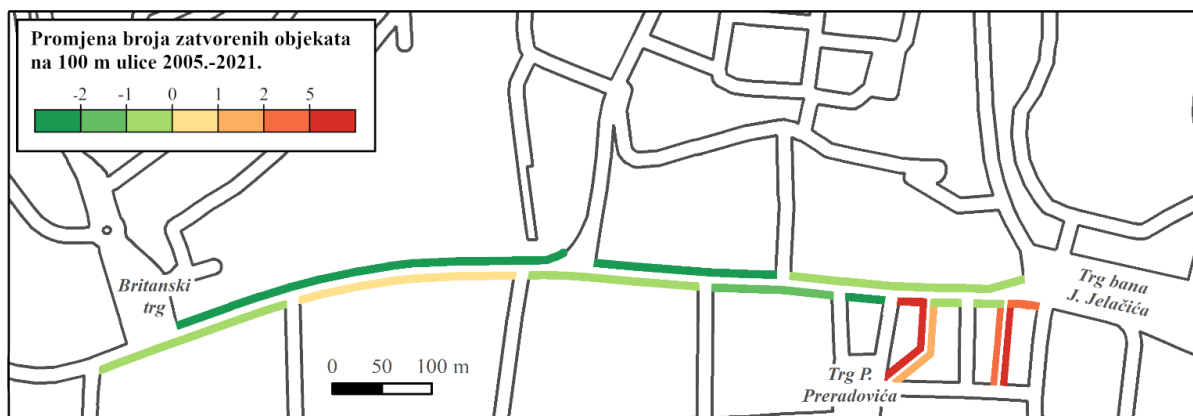 Promjena broja zatvorenih objekata
na 100 m ulice 2005.-2021.
-2 -1 0 1 2 5
Britanski
trg
Trg bana
J. Jelačića
0 50 100 m
Trg P.
Preradovića